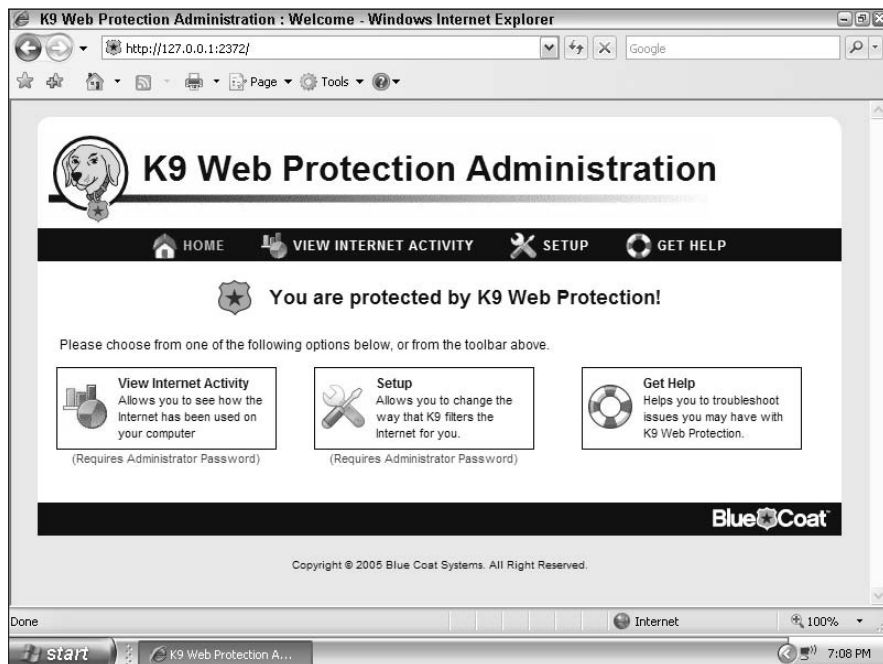 K9 Web Protection Administration : Welcome - Windows Internet Explorer
http://127.0.0.1:2372/
Google
Page
Tools
K9 Web Protection Administration
HOME
VIEW INTERNET ACTIVITY
SETUP
GET HELP
You are protected by K9 Web Protection!
Please choose from one of the following options below, or from the toolbar above.
View Internet Activity
Allows you to see how the
Internet has been used on
your computer
(Requires Administrator Password)
Setup
Allows you to change the
way that K9 filters the
Internet for you.
(Requires Administrator Password)
Get Help
Helps you to troubleshoot
issues you may have with
K9 Web Protection.
Blue Coat™
Copyright © 2005 Blue Coat Systems. All Right Reserved.
Done
Internet
100%
start
K9 Web Protection A...
7:08 PM